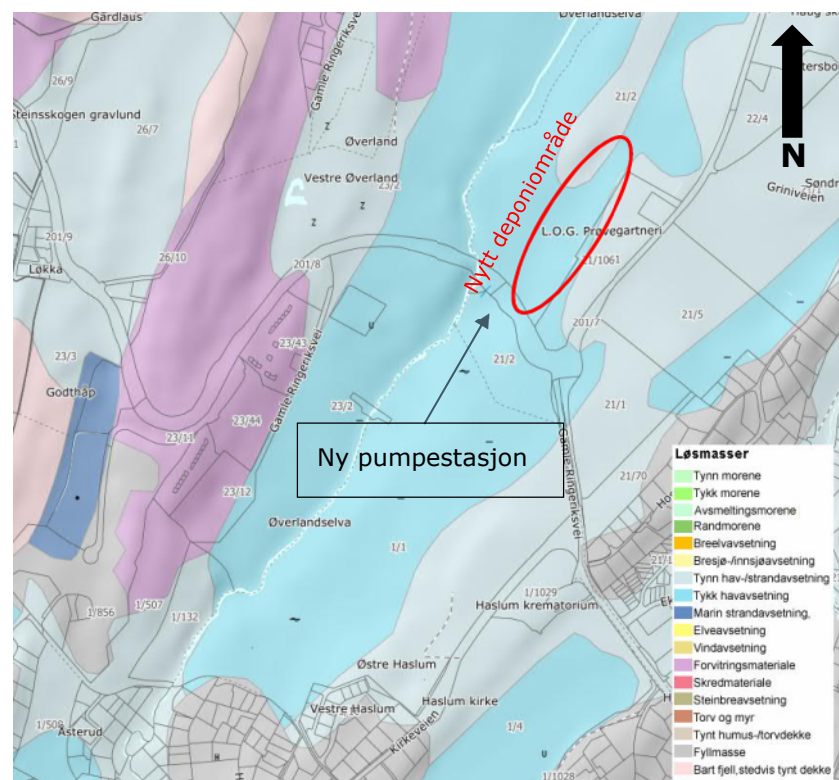 Gårdlaus
Gamle Ringeriksvei
Øverlandselva
26/9
Steinsskogen gravlund
26/7
z
Øverland
Vestre Øverland
23/2
z
z
21/2
22/4
N
Griniveien
Nytt deponiområde
L.O.G. Prøvegartneri
21/1061
201/9
Løkka
26/10
201/8
201/7
21/5
U
23/3
Godthåp
23/43
Gamle Ringeriksvei
21/2
23/44
23/2
21/1
23/11
Ny pumpestasjon
Gamle Ringeriksvei
21/70
23/12
Øverlandselva
1/1
1/856
1/507
1/132
1/1029
Haslum krematorium
Østre Haslum
Vestre Haslum
Haslum kirke
Kirkeveien
1/508
Åsterud
1/4
U
1/1028
Løsmasser
Tynn morene
Tykk morene
Avsmeltingsmorene
Randmorene
Breelvavsetning
Bresjø-/innsjøavsetning
Tynn hav-/strandavsetning
Tykk havavsetning
Marin strandavsetning,
Elveavsetning
Vindavsetning
Forvitringsmateriale
Skredmateriale
Steinbreavsetning
Torv og myr
Tynt humus-/torvdekke
Fyllmasse
Bart fjell,stedvis tynt dekke